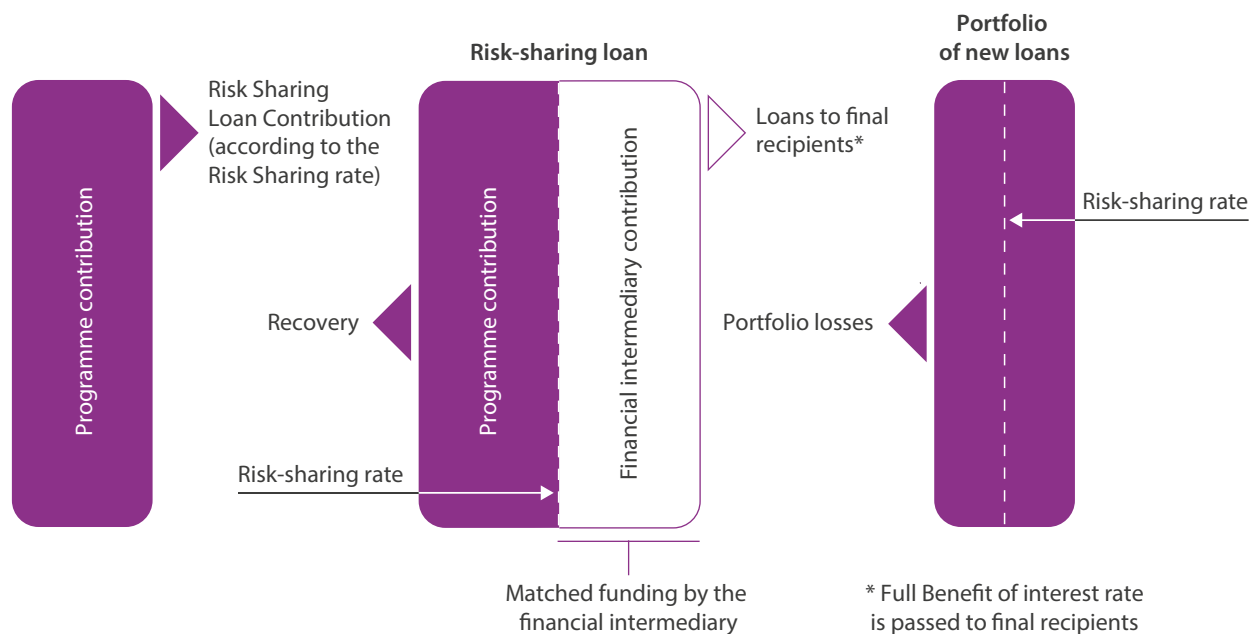 Programme contribution
Risk Sharing
Loan Contribution
(according to the
Risk Sharing rate)
Risk-sharing loan
Programme contribution
Financial intermediary contribution
Recovery
Risk-sharing rate
Matched funding by the
financial intermediary
Loans to final
recipients*
Portfolio losses
Portfolio
of new loans
Risk-sharing rate
* Full Benefit of interest rate
is passed to final recipients